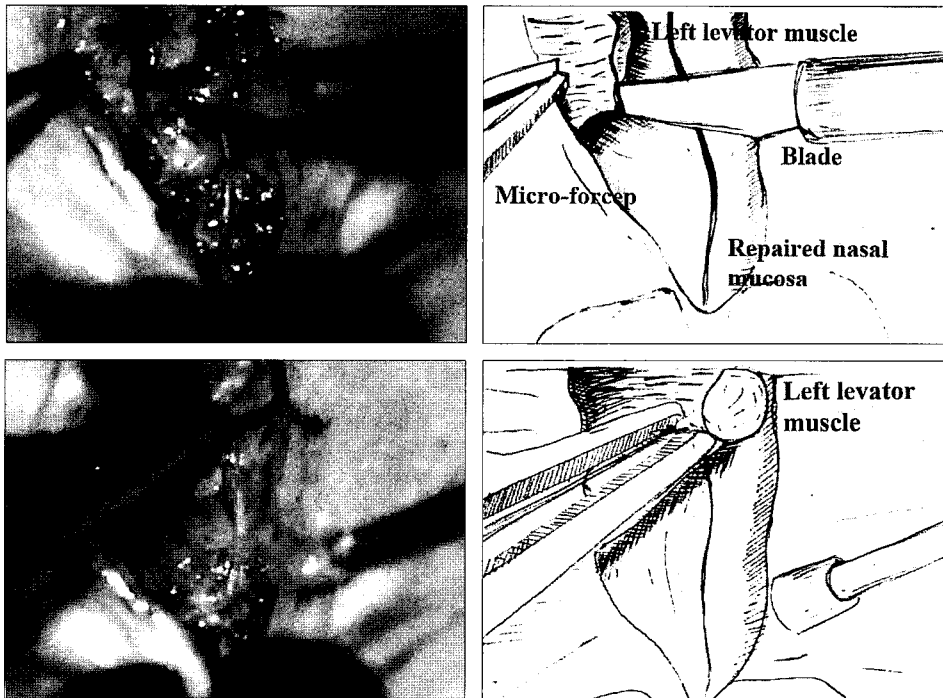 Left levator muscle
Blade
Micro-forcep
Repaired nasal
mucosa
Left levator
muscle